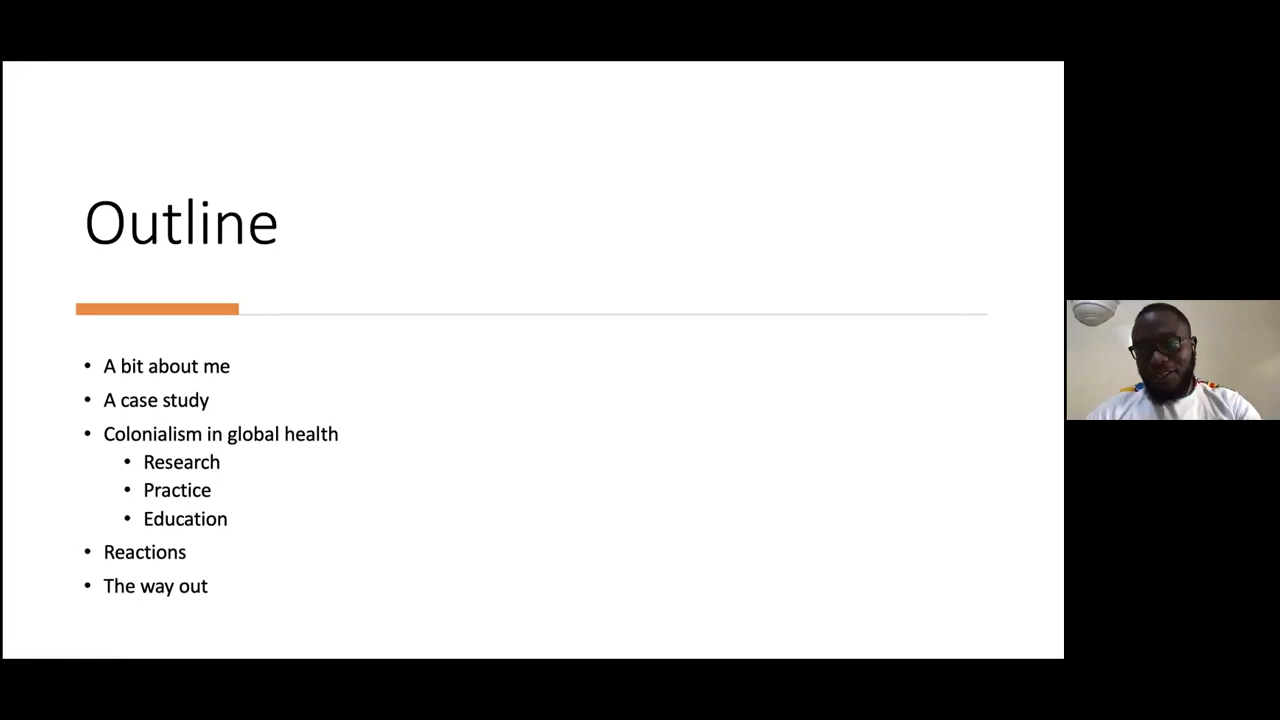 Outline
• A bit about me
• A case study
• Colonialism in global health
• Research
• Practice
• Education
• Reactions
• The way out